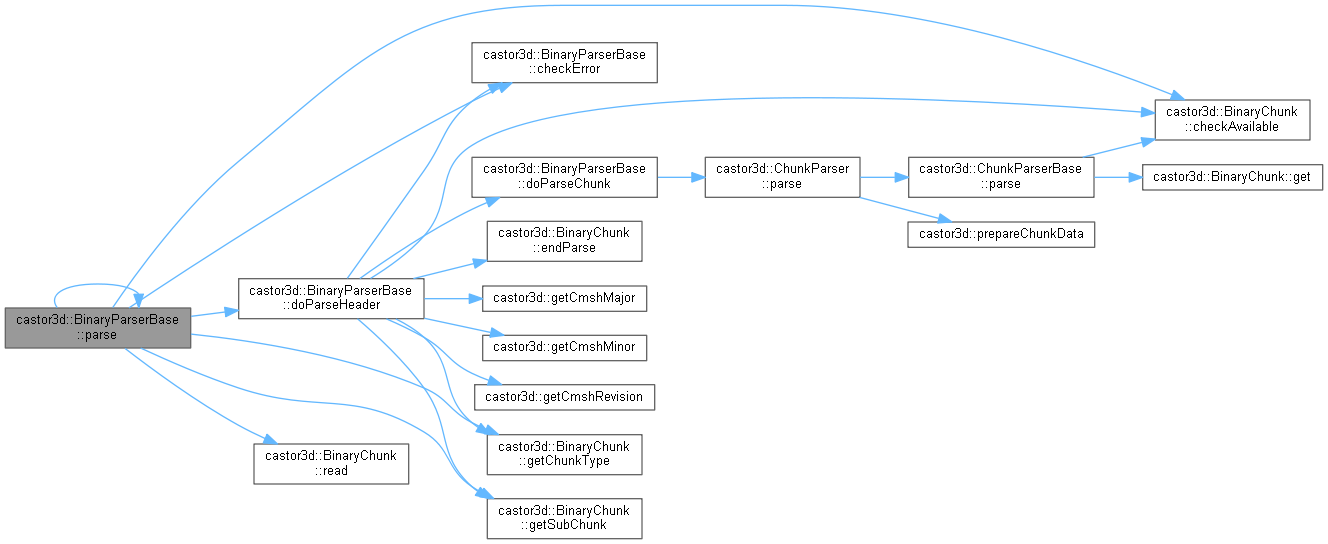 castor3d::BinaryParserBase
::checkError
castor3d::BinaryChunk
::checkAvailable
castor3d::BinaryParserBase
::doParseChunk
castor3d::ChunkParser
::parse
castor3d::ChunkParserBase
::parse
castor3d::BinaryChunk::get
castor3d::BinaryChunk
::endParse
castor3d::prepareChunkData
castor3d::BinaryParserBase
::parse
castor3d::BinaryParserBase
::doParseHeader
castor3d::getCmshMajor
castor3d::getCmshMinor
castor3d::getCmshRevision
castor3d::BinaryChunk
::read
castor3d::BinaryChunk
::getChunkType
castor3d::BinaryChunk
::getSubChunk